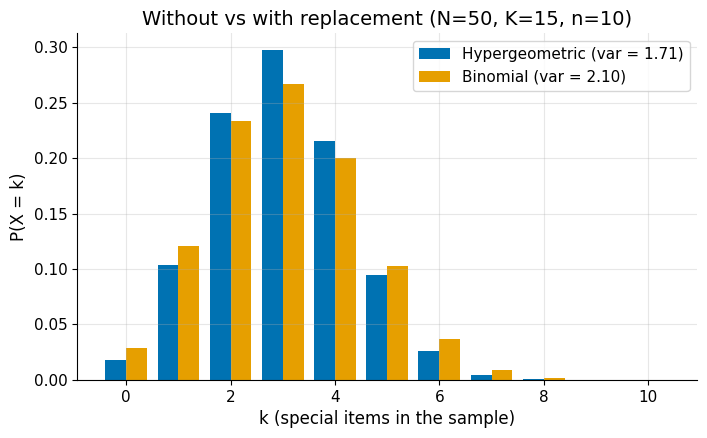 Without vs with replacement (N=50, K=15, n=10)
Hypergeometric (var = 1.71)
Binomial (var = 2.10)
P(X = k)
0.30
0.25
0.20
0.15
0.10
0.05
0.00
0 2 4 6 8 10
k (special items in the sample)